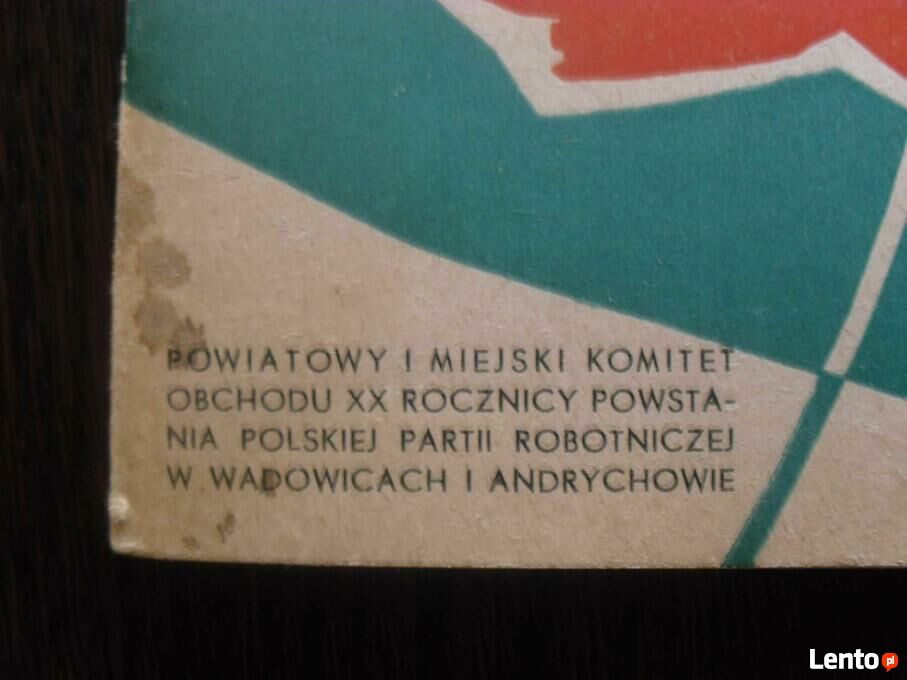 POWIATOWY I MIEJSKI KOMITET
OBCHODU XX ROCZNICY POWSTA-
NIA POLSKIEJ PARTII ROBOTNICZEJ
W WADOWICACH I ANDRYCHOWIE
Lento.pl